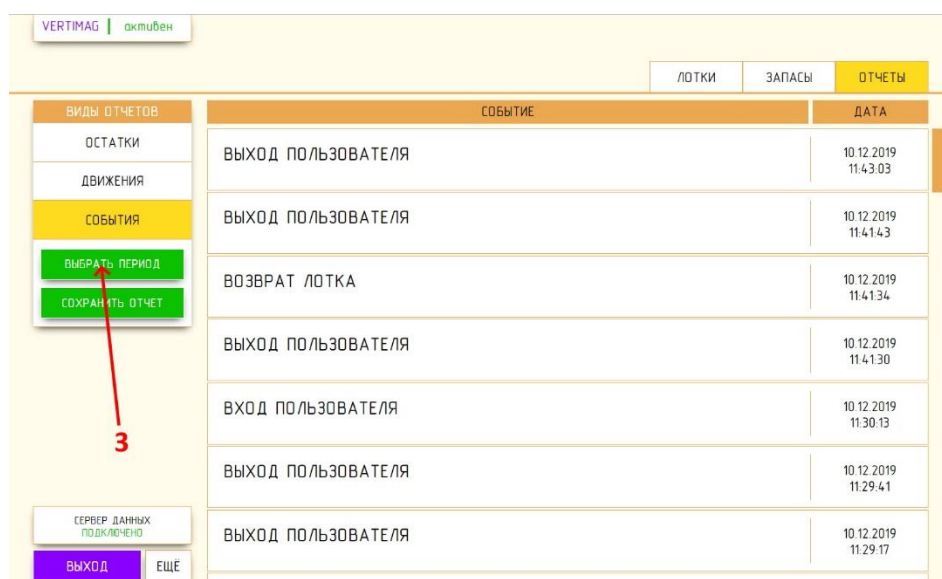 VERTIMAG | активен
ЛОТКИ ЗАПАСЫ ОТЧЕТЫ
ВИДЫ ОТЧЕТОВ
ОСТАТКИ
ДВИЖЕНИЯ
СОБЫТИЯ
ВЫБРАТЬ ПЕРИОД
СОХРАНИТЬ ОТЧЕТ
3
СЕРВЕР ДАННЫХ
ПОДКЛЮЧЕНО
ВЫХОД ЕЩЁ
СОБЫТИЕ ДАТА
ВЫХОД ПОЛЬЗОВАТЕЛЯ 10.12.2019
11:43:03
ВЫХОД ПОЛЬЗОВАТЕЛЯ 10.12.2019
11:41:43
ВОЗВРАТ ЛОТКА 10.12.2019
11:41:34
ВЫХОД ПОЛЬЗОВАТЕЛЯ 10.12.2019
11:41:30
ВХОД ПОЛЬЗОВАТЕЛЯ 10.12.2019
11:30:13
ВЫХОД ПОЛЬЗОВАТЕЛЯ 10.12.2019
11:29:41
ВЫХОД ПОЛЬЗОВАТЕЛЯ 10.12.2019
11:29:17